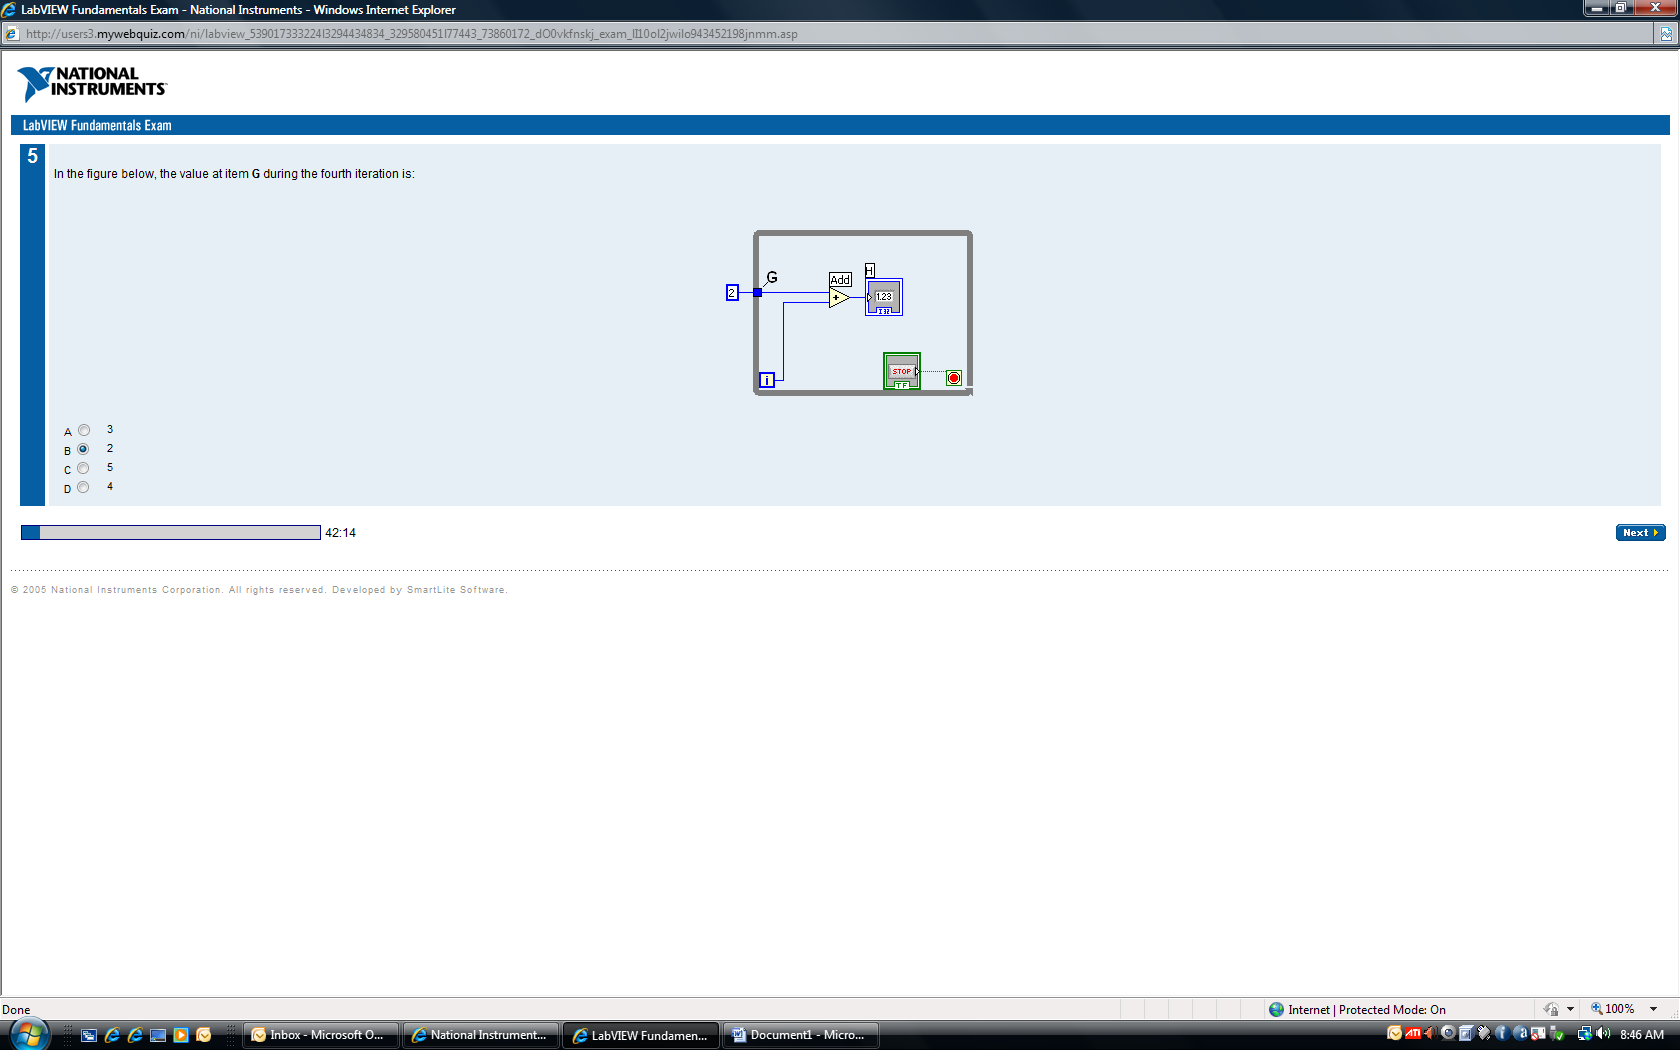 LabVIEW Fundamentals Exam - National Instruments - Windows Internet Explorer
NATIONAL
INSTRUMENTS
LabVIEW Fundamentals Exam
5
In the figure below, the value at item G during the fourth iteration is:
G
Add
H
2
1.23
I32
STOP
TF
i
A 3
B 2
C 5
D 4
42:14
Next
© 2005 National Instruments Corporation. All rights reserved. Developed by SmartLite Software.
Done
Internet | Protected Mode: On
100%
Inbox - Microsoft O...
National Instrument...
LabVIEW Fundamen...
Document1 - Micro...
8:46 AM